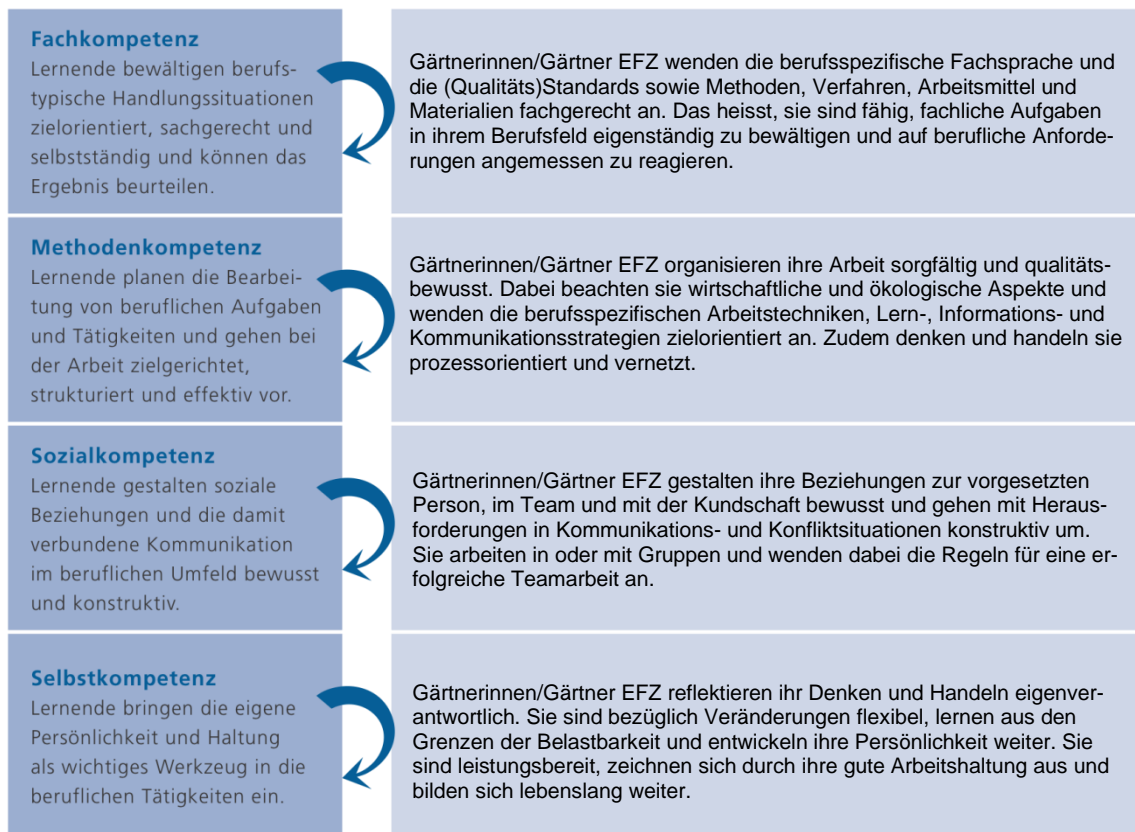 Fachkompetenz
Lernende bewältigen berufs-
typische Handlungssituationen
zielorientiert, sachgerecht und
selbstständig und können das
Ergebnis beurteilen.
Gärtnerinnen/Gärtner EFZ wenden die berufsspezifische Fachsprache und
die (Qualitäts)Standards sowie Methoden, Verfahren, Arbeitsmittel und
Materialien fachgerecht an. Das heisst, sie sind fähig, fachliche Aufgaben
in ihrem Berufsfeld eigenständig zu bewältigen und auf berufliche Anforde-
rungen angemessen zu reagieren.
Methodenkompetenz
Lernende planen die Bearbei-
tung von beruflichen Aufgaben
und Tätigkeiten und gehen bei
der Arbeit zielgerichtet,
strukturiert und effektiv vor.
Gärtnerinnen/Gärtner EFZ organisieren ihre Arbeit sorgfältig und qualitäts-
bewusst. Dabei beachten sie wirtschaftliche und ökologische Aspekte und
wenden die berufsspezifischen Arbeitstechniken, Lern-, Informations- und
Kommunikationsstrategien zielorientiert an. Zudem denken und handeln sie
prozessorientiert und vernetzt.
Sozialkompetenz
Lernende gestalten soziale
Beziehungen und die damit
verbundene Kommunikation
im beruflichen Umfeld bewusst
und konstruktiv.
Gärtnerinnen/Gärtner EFZ gestalten ihre Beziehungen zur vorgesetzten
Person, im Team und mit der Kundschaft bewusst und gehen mit Heraus-
forderungen in Kommunikations- und Konfliktsituationen konstruktiv um.
Sie arbeiten in oder mit Gruppen und wenden dabei die Regeln für eine er-
folgreiche Teamarbeit an.
Selbstkompetenz
Lernende bringen die eigene
Persönlichkeit und Haltung
als wichtiges Werkzeug in die
beruflichen Tätigkeiten ein.
Gärtnerinnen/Gärtner EFZ reflektieren ihr Denken und Handeln eigenver-
antwortlich. Sie sind bezüglich Veränderungen flexibel, lernen aus den
Grenzen der Belastbarkeit und entwickeln ihre Persönlichkeit weiter. Sie
sind leistungsbereit, zeichnen sich durch ihre gute Arbeitshaltung aus und
bilden sich lebenslang weiter.